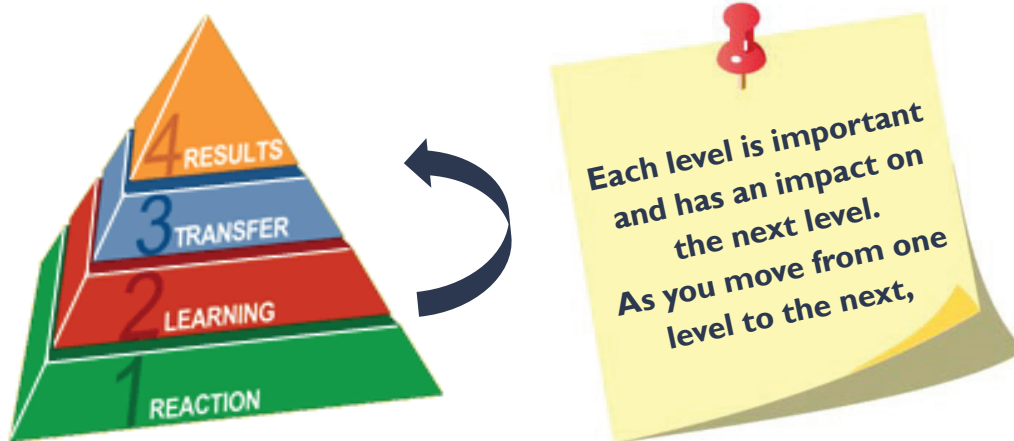 4 RESULTS
3 TRANSFER
2 LEARNING
1 REACTION
Each level is important
and has an impact on
the next level.
As you move from one
level to the next,